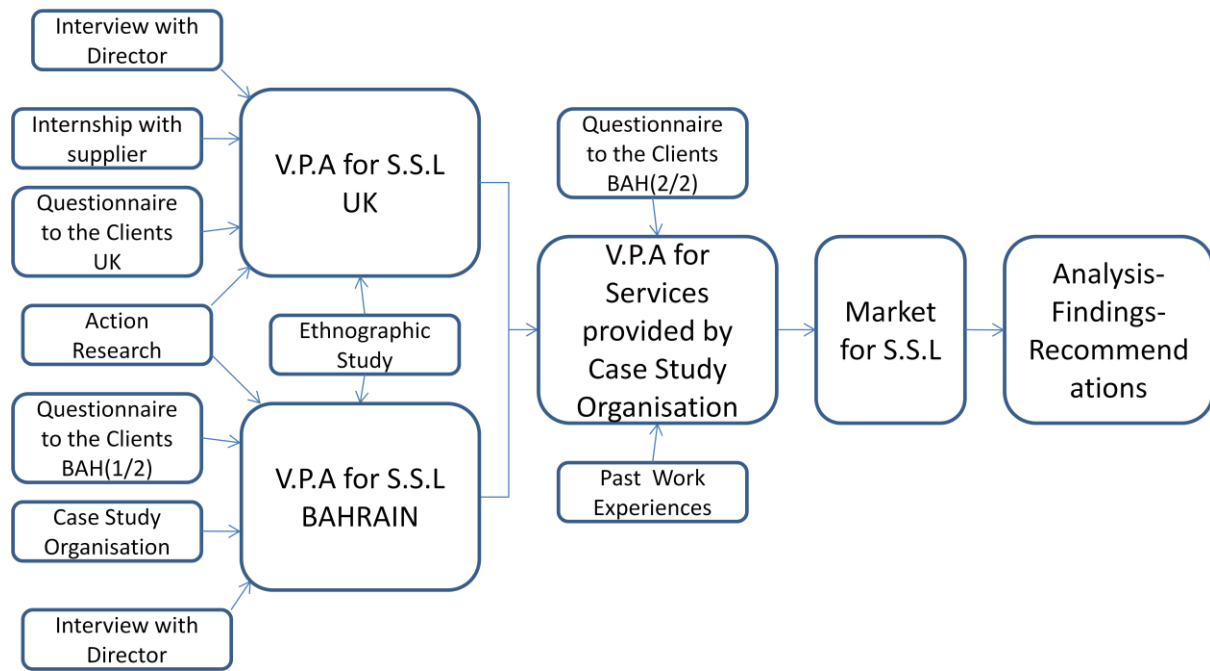 Interview with
Director
Internship with
supplier
Questionnaire
to the Clients
UK
Action
Research
Questionnaire
to the Clients
BAH(1/2)
Case Study
Organisation
Interview with
Director
V.P.A for S.S.L
UK
Ethnographic
Study
V.P.A for S.S.L
BAHRAIN
Questionnaire
to the Clients
BAH(2/2)
V.P.A for
Services
provided by
Case Study
Organisation
Past Work
Experiences
Market
for S.S.L
Analysis-
Findings-
Recommend
ations